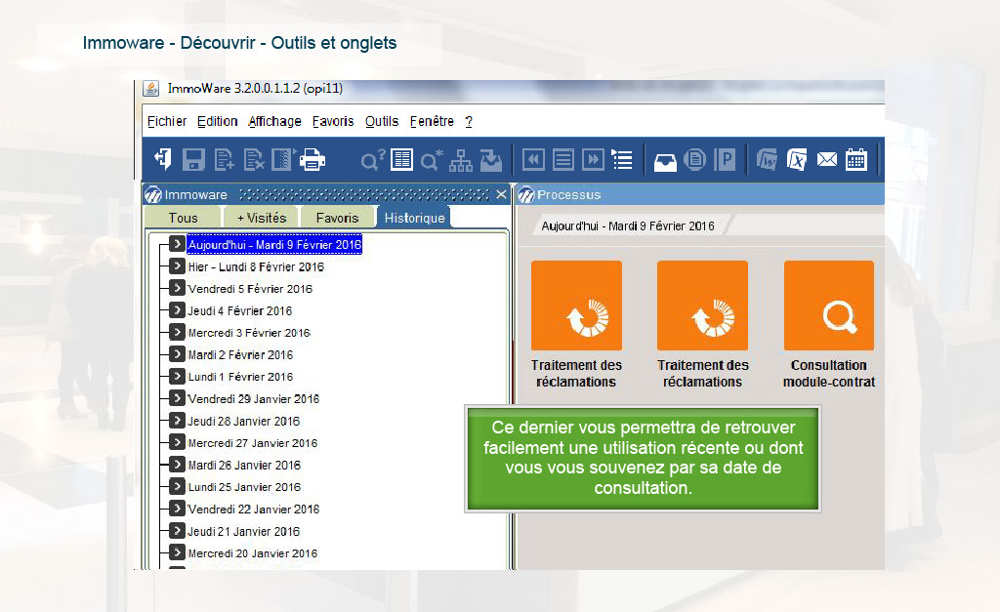 Immoware - Découvrir - Outils et onglets
ImmoWare 3.2.0.0.1.1.2 (opi11)
Fichier Edition Affichage Favoris Outils Fenêtre ?
Immoware
Processus
Tous + Visités Favoris Historique
Aujourd'hui - Mardi 9 Février 2016
Aujourd'hui - Mardi 9 Février 2016
Hier - Lundi 8 Février 2016
Vendredi 5 Février 2016
Jeudi 4 Février 2016
Mercredi 3 Février 2016
Mardi 2 Février 2016
Lundi 1 Février 2016
Vendredi 29 Janvier 2016
Jeudi 28 Janvier 2016
Mercredi 27 Janvier 2016
Mardi 26 Janvier 2016
Lundi 25 Janvier 2016
Vendredi 22 Janvier 2016
Jeudi 21 Janvier 2016
Mercredi 20 Janvier 2016
Traitement des
réclamations
Traitement des
réclamations
Consultation
module-contrat
Ce dernier vous permettra de retrouver
facilement une utilisation récente ou dont
vous vous souvenez par sa date de
consultation.